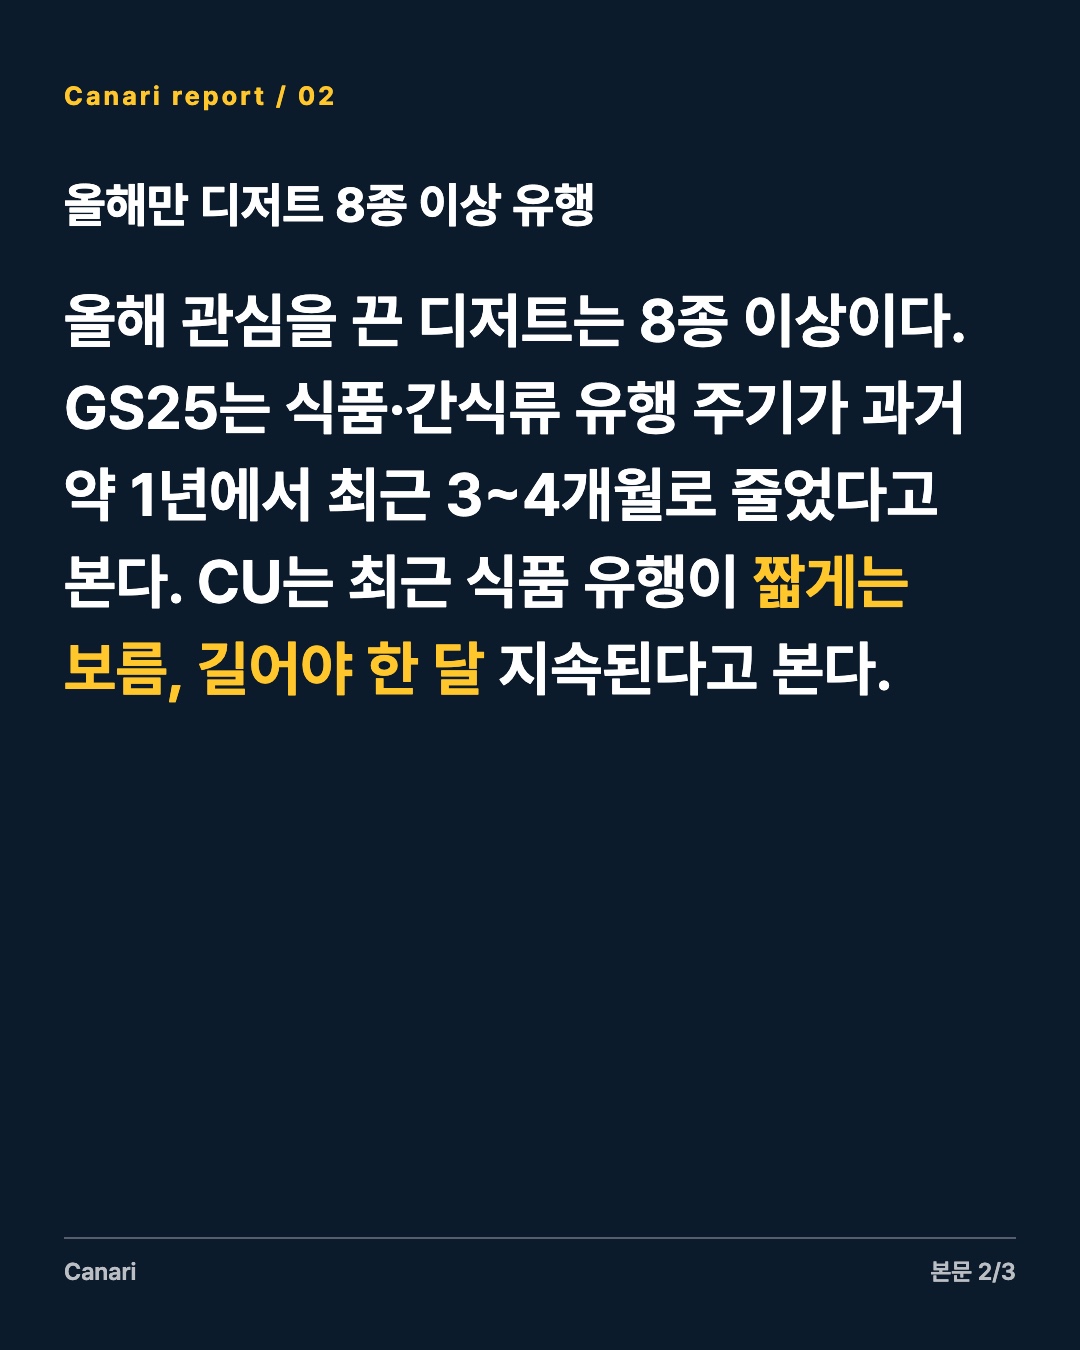 Canari report / 02
올해만 디저트 8종 이상 유행
올해 관심을 끈 디저트는 8종 이상이다.
GS25는 식품·간식류 유행 주기가 과거
약 1년에서 최근 3~4개월로 줄었다고
본다. CU는 최근 식품 유행이 짧게는
보름, 길어야 한 달 지속된다고 본다.
Canari
본문 2/3